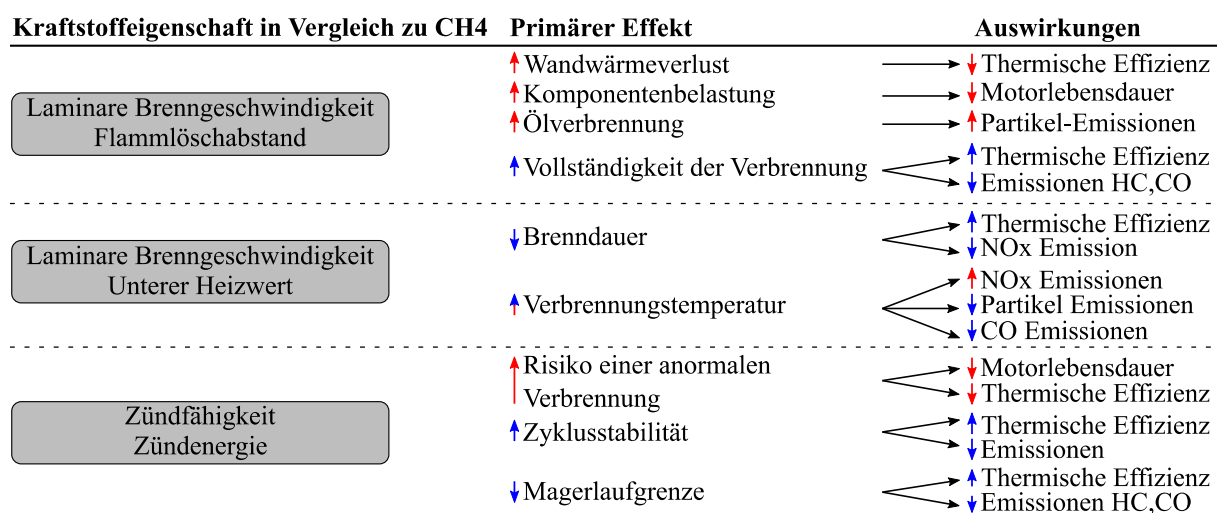 Kraftstoffeigenschaft in Vergleich zu CH4 Primärer Effekt Auswirkungen
Laminare Brenngeschwindigkeit
Flammlöschabstand
Wandwärmeverlust
Thermische Effizienz
Komponentenbelastung
Motorlebensdauer
Ölverbrennung
Partikel-Emissionen
Vollständigkeit der Verbrennung
Thermische Effizienz
Emissionen HC,CO
Laminare Brenngeschwindigkeit
Unterer Heizwert
Brenndauer
Thermische Effizienz
NOx Emission
Verbrennungstemperatur
NOx Emissionen
Partikel Emissionen
CO Emissionen
Zündfähigkeit
Zündenergie
Risiko einer anormalen
Verbrennung
Motorlebensdauer
Thermische Effizienz
Zyklusstabilität
Thermische Effizienz
Emissionen
Magerlaufgrenze
Thermische Effizienz
Emissionen HC,CO